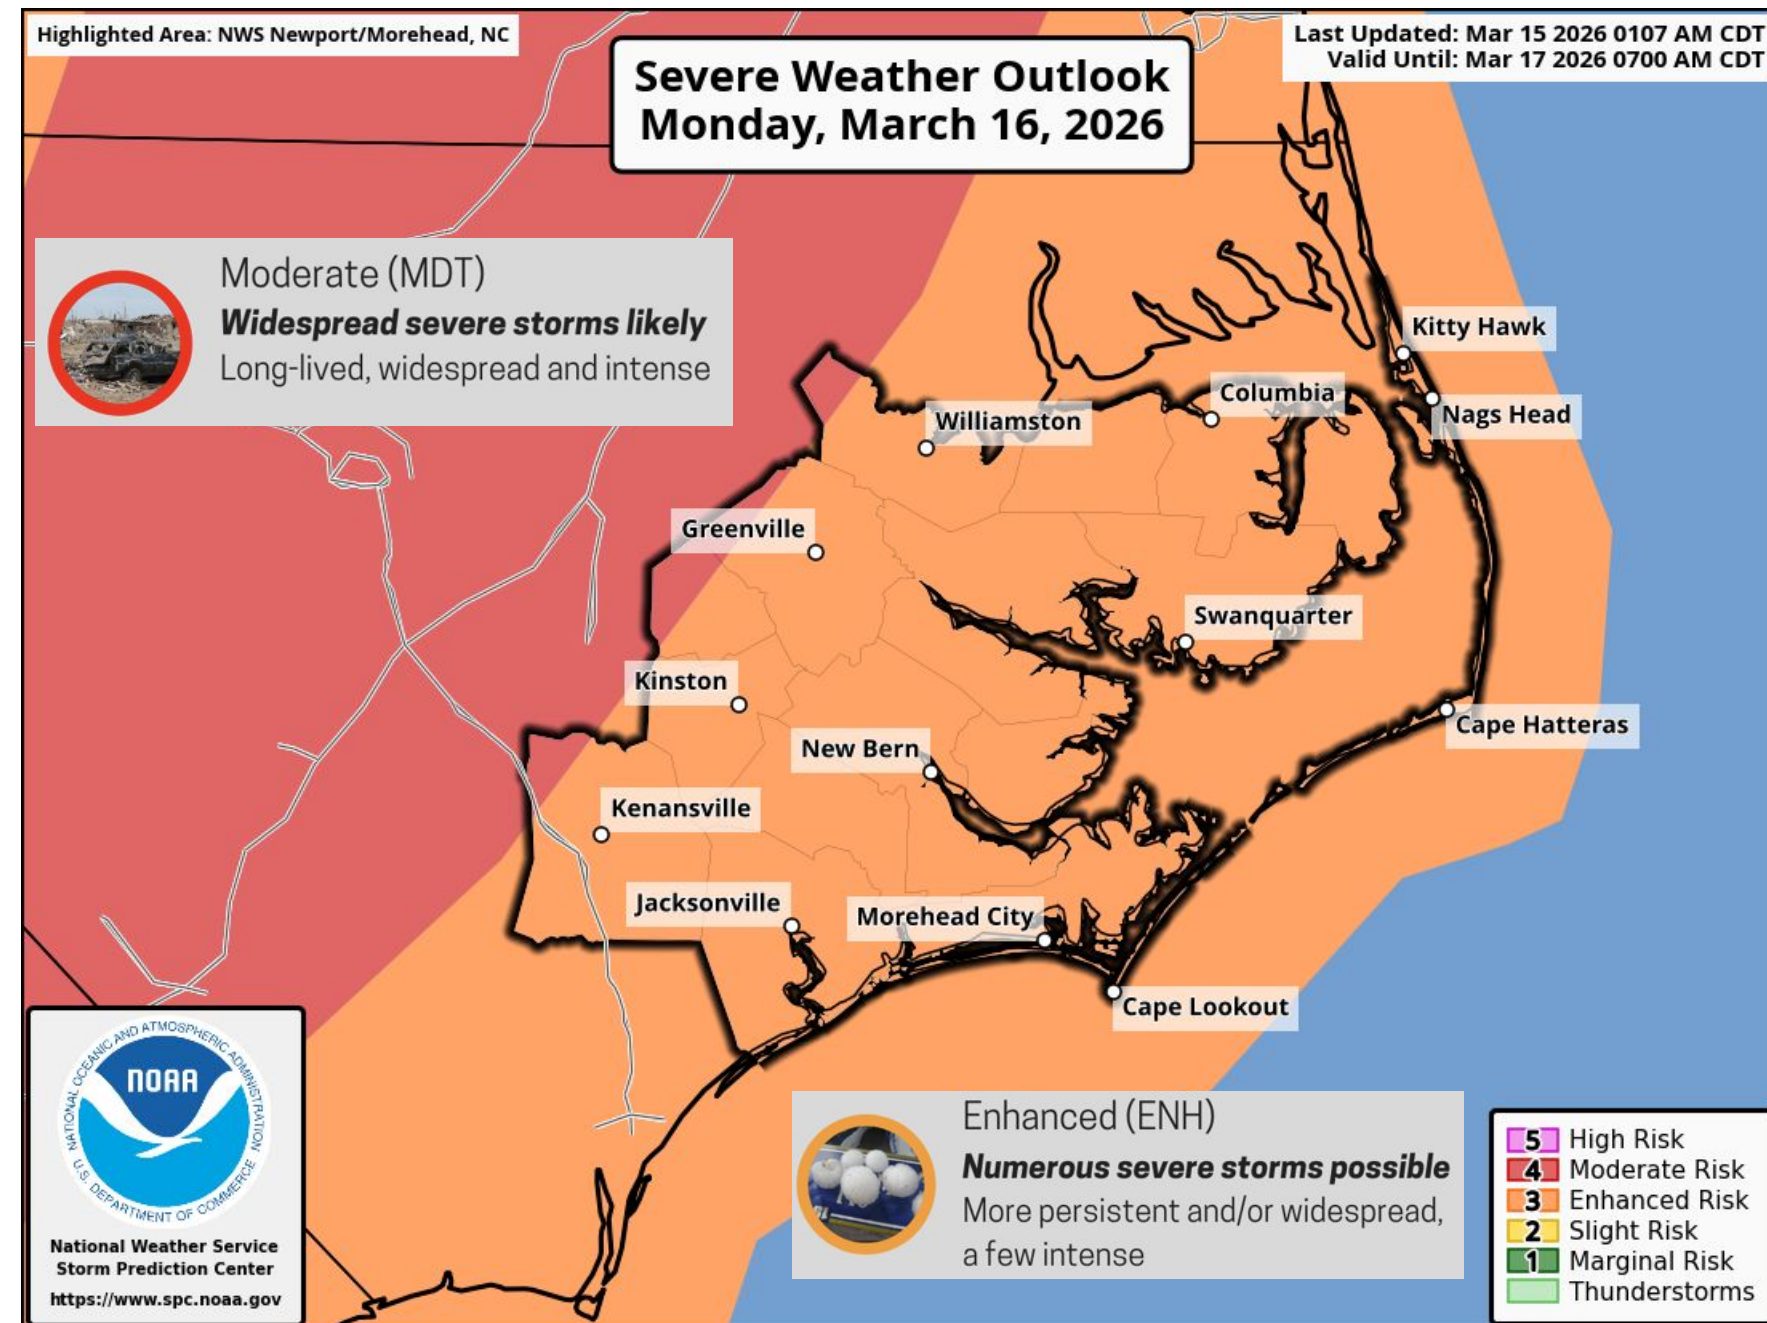 Highlighted Area: NWS Newport/Morehead, NC
Last Updated: Mar 15 2026 0107 AM CDT
Valid Until: Mar 17 2026 0700 AM CDT
Severe Weather Outlook
Monday, March 16, 2026
Moderate (MDT)
Widespread severe storms likely
Long-lived, widespread and intense
Kitty Hawk
Columbia
Nags Head
Williamston
Greenville
Swanquarter
Kinston
Cape Hatteras
New Bern
Kenansville
Jacksonville
Morehead City
Cape Lookout
NATIONAL OCEANIC AND ATMOSPHERIC ADMINISTRATION
NOAA
U.S. DEPARTMENT OF COMMERCE
National Weather Service
Storm Prediction Center
https://www.spc.noaa.gov
Enhanced (ENH)
Numerous severe storms possible
More persistent and/or widespread,
a few intense
5 High Risk
4 Moderate Risk
3 Enhanced Risk
2 Slight Risk
1 Marginal Risk
Thunderstorms